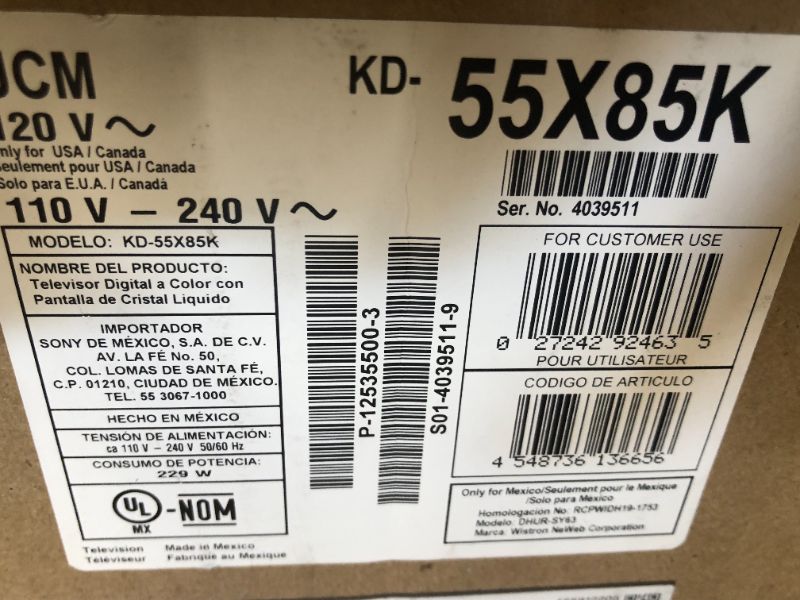 JCM
120 V ~
nly for USA / Canada
Seulement pour USA / Canada
Solo para E.U.A. / Canadá
110 V – 240 V ~
KD- 55X85K
Ser. No. 4039511
MODELO: KD-55X85K
NOMBRE DEL PRODUCTO:
Televisor Digital a Color con
Pantalla de Cristal Liquido
IMPORTADOR
SONY DE MÉXICO, S.A. DE C.V.
AV. LA FÉ No. 50,
COL. LOMAS DE SANTA FÉ,
C.P. 01210, CIUDAD DE MÉXICO.
TEL. 55 3067-1000
HECHO EN MÉXICO
TENSIÓN DE ALIMENTACIÓN:
ca 110 V – 240 V 50/60 Hz
CONSUMO DE POTENCIA:
229 W
UL
MX
-NOM
Television Made in Mexico
Téléviseur Fabriqué au Mexique
P-12535500-3
S01-4039511-9
FOR CUSTOMER USE
0 27242 92463 5
POUR UTILISATEUR
CODIGO DE ARTICULO
4 548736 136656
Only for Mexico/Seulement pour le Mexique
/Solo para México
Homologación No: RCPWIDH19-1753
Modelo: DHUR-SY63
Marca: Wistron NeWeb Corporation